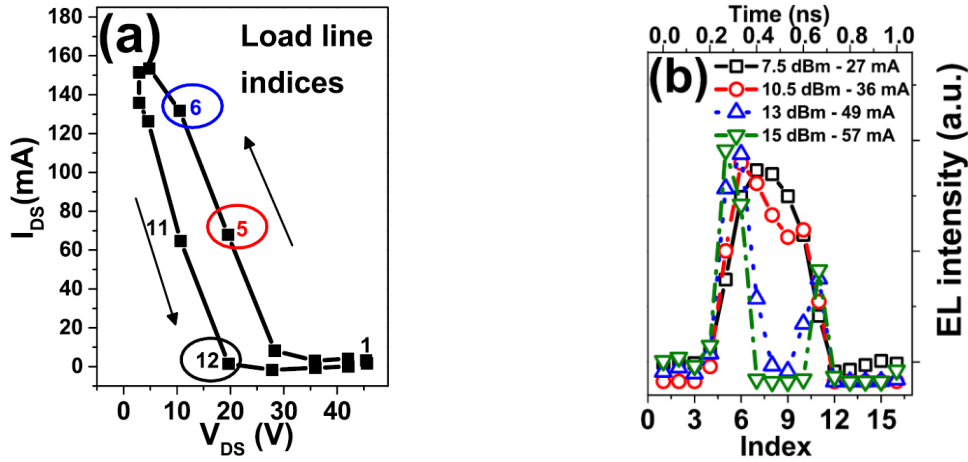 (a)
Load line
indices
180
160
140
120
100
80
60
40
20
0
I_DS(mA)
6
5
11
12
1
0 10 20 30 40
V_DS (V)
Time (ns)
0.0 0.2 0.4 0.6 0.8 1.0
(b)
7.5 dBm - 27 mA
10.5 dBm - 36 mA
13 dBm - 49 mA
15 dBm - 57 mA
EL intensity (a.u.)
0 3 6 9 12 15
Index